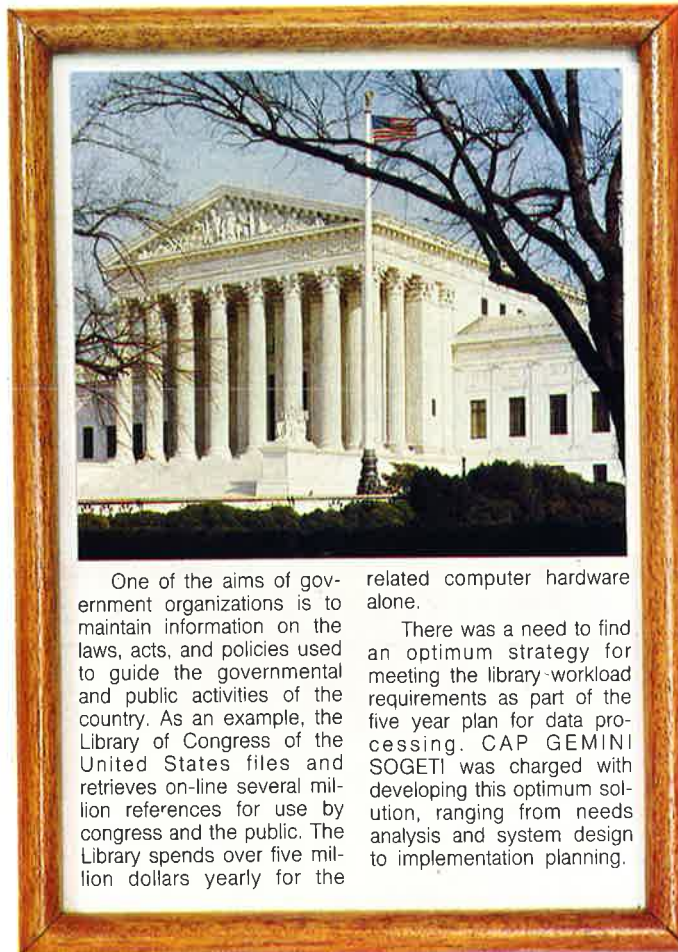 One of the aims of gov-
ernment organizations is to
maintain information on the
laws, acts, and policies used
to guide the governmental
and public activities of the
country. As an example, the
Library of Congress of the
United States files and
retrieves on-line several mil-
lion references for use by
congress and the public. The
Library spends over five mil-
lion dollars yearly for the
related computer hardware
alone.
There was a need to find
an optimum strategy for
meeting the library workload
requirements as part of the
five year plan for data pro-
cessing. CAP GEMINI
SOGETI was charged with
developing this optimum sol-
ution, ranging from needs
analysis and system design
to implementation planning.